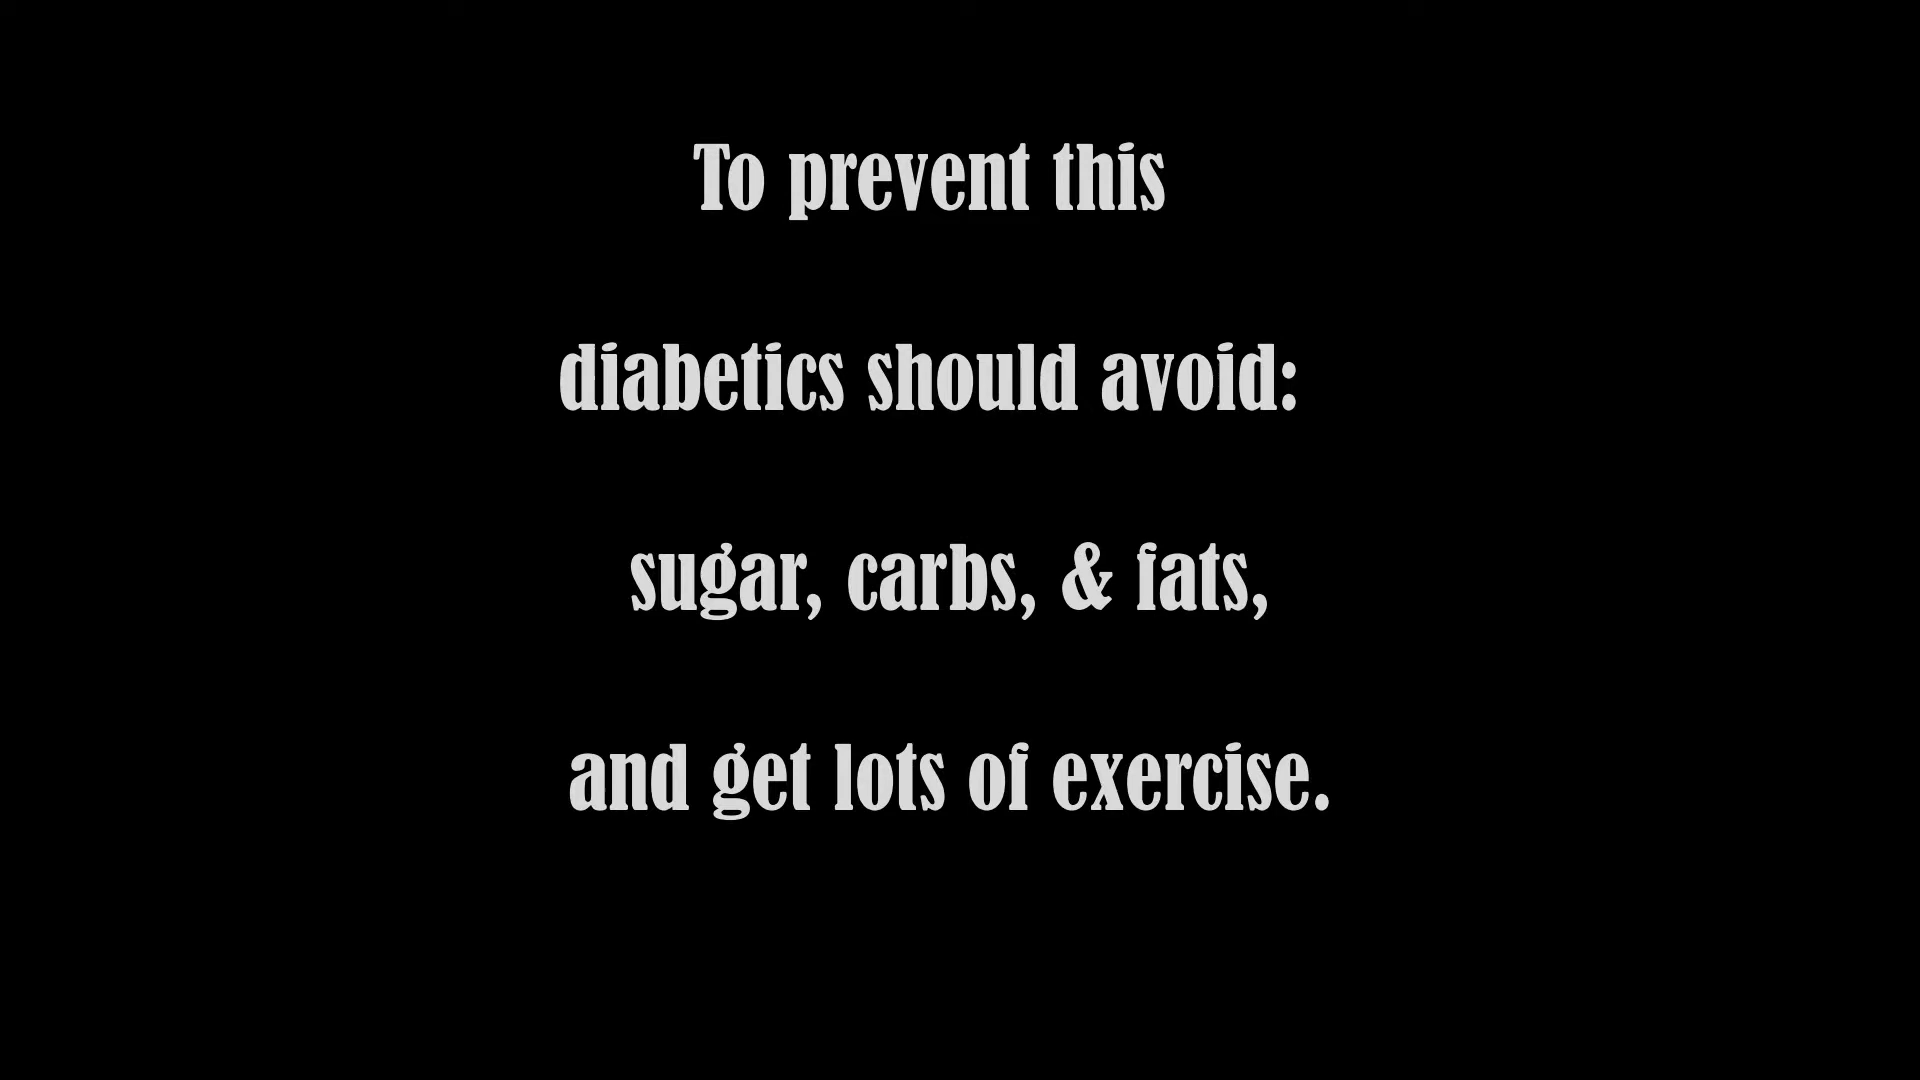 To prevent this
diabetics should avoid:
sugar, carbs, & fats,
and get lots of exercise.